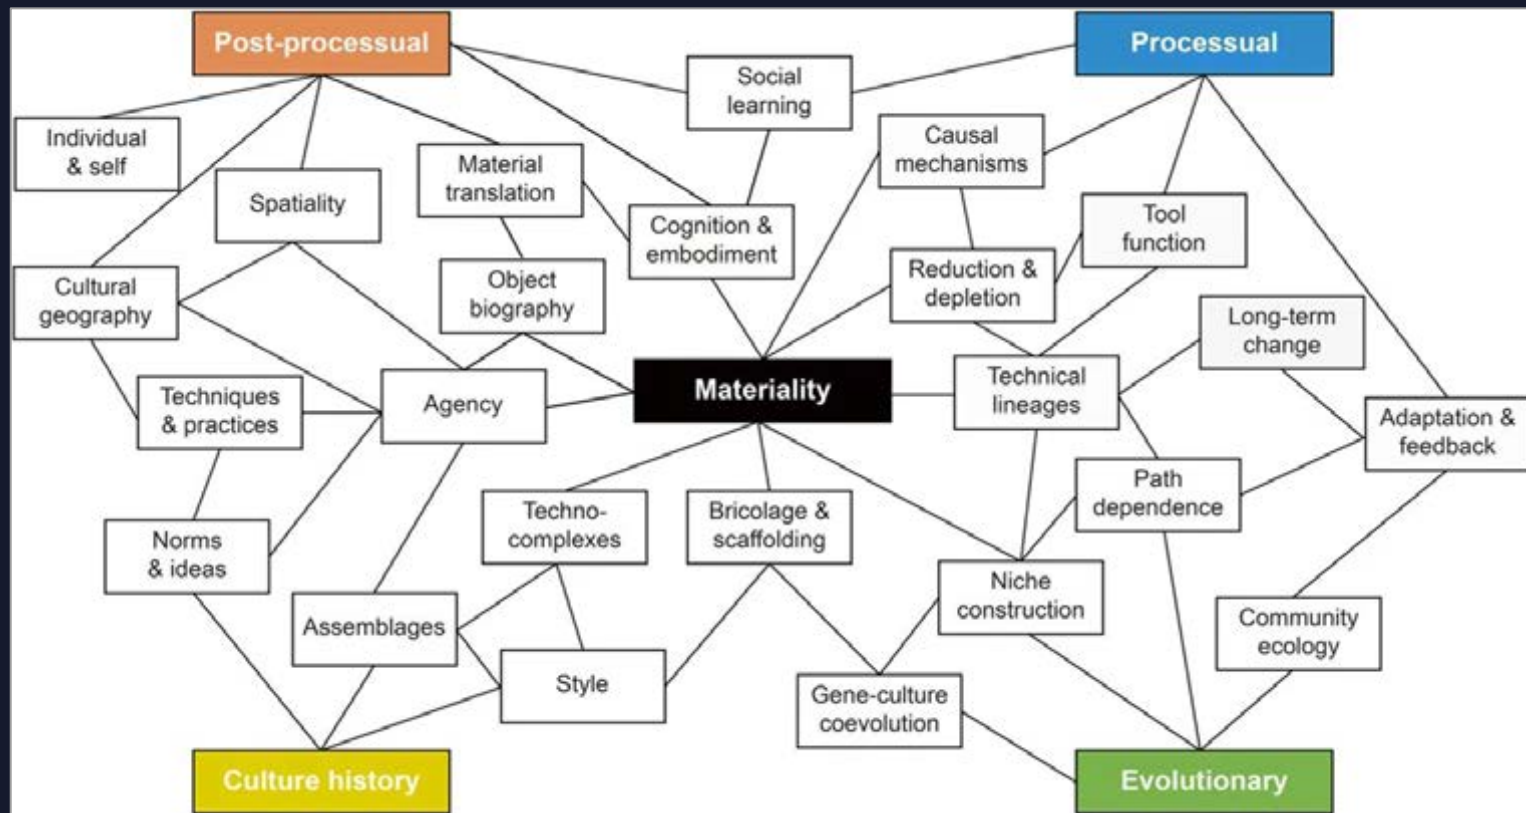 Post-processual
Processual
Social
learning
Individual
& self
Material
translation
Causal
mechanisms
Spatiality
Cognition &
embodiment
Tool
function
Cultural
geography
Object
biography
Reduction &
depletion
Long-term
change
Techniques
& practices
Agency
Materiality
Technical
lineages
Adaptation &
feedback
Norms
& ideas
Techno-
complexes
Bricolage &
scaffolding
Path
dependence
Assemblages
Style
Niche
construction
Community
ecology
Gene-culture
coevolution
Culture history
Evolutionary